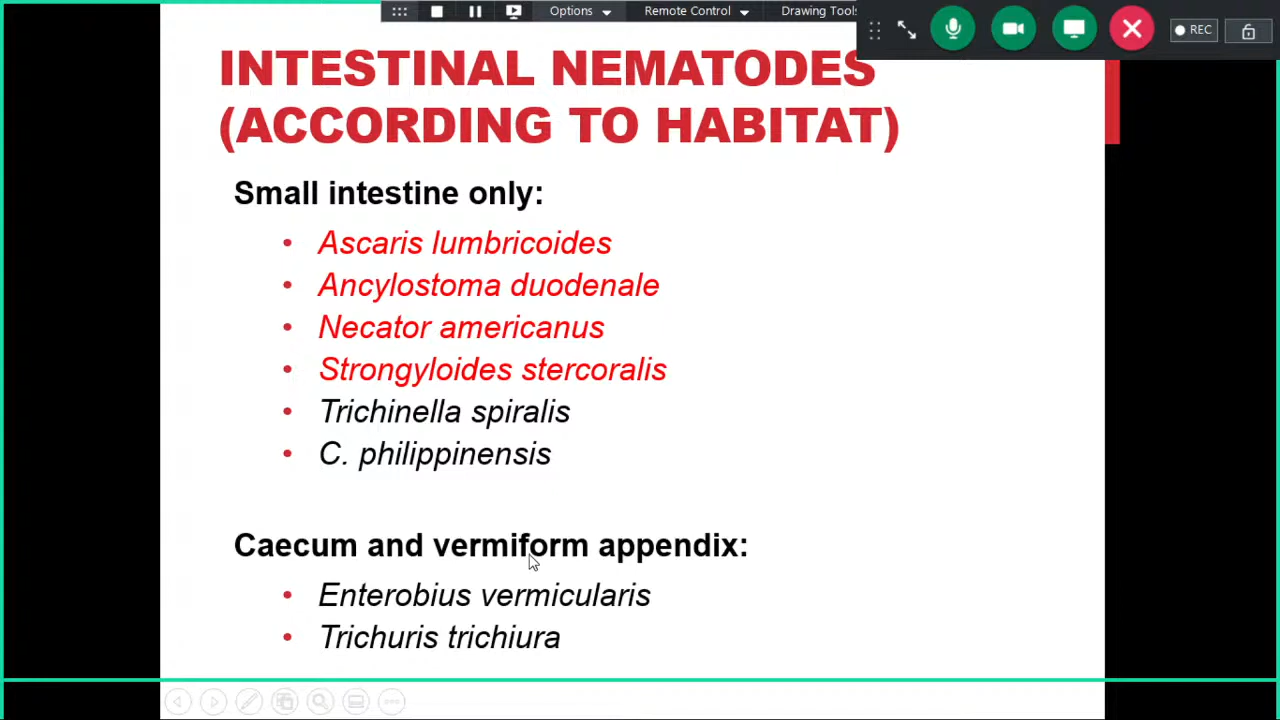 Options
Remote Control
Drawing Tools
REC
INTESTINAL NEMATODES
(ACCORDING TO HABITAT)
Small intestine only:
• Ascaris lumbricoides
• Ancylostoma duodenale
• Necator americanus
• Strongyloides stercoralis
• Trichinella spiralis
• C. philippinensis
Caecum and vermiform appendix:
• Enterobius vermicularis
• Trichuris trichiura